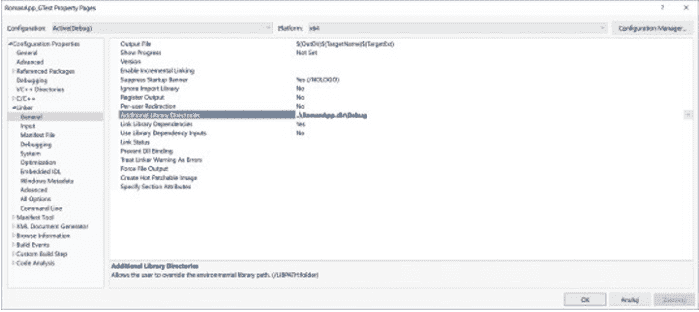 RomanApp_GTest Property Pages
? ×
Configuration: Active(Debug)
Platform: x64
Configuration Manager...
Configuration Properties
General
Advanced
Referenced Packages
Debugging
VC++ Directories
C/C++
Linker
General
Input
Manifest File
Debugging
System
Optimization
Embedded IDL
Windows Metadata
Advanced
All Options
Command Line
Manifest Tool
XML Document Generator
Browse Information
Build Events
Custom Build Step
Code Analysis
Output File $(OutDir)$(TargetName)$(TargetExt)
Show Progress Not Set
Version
Enable Incremental Linking
Suppress Startup Banner Yes (/NOLOGO)
Ignore Import Library No
Register Output No
Per-user Redirection No
Additional Library Directories ..\RomanApp.dir\Debug
Link Library Dependencies Yes
Use Library Dependency Inputs No
Link Status
Prevent Dll Binding
Treat Linker Warning As Errors
Force File Output
Create Hot Patchable Image
Specify Section Attributes
Additional Library Directories
Allows the user to override the environmental library path. (/LIBPATH:folder)
OK
Anuluj